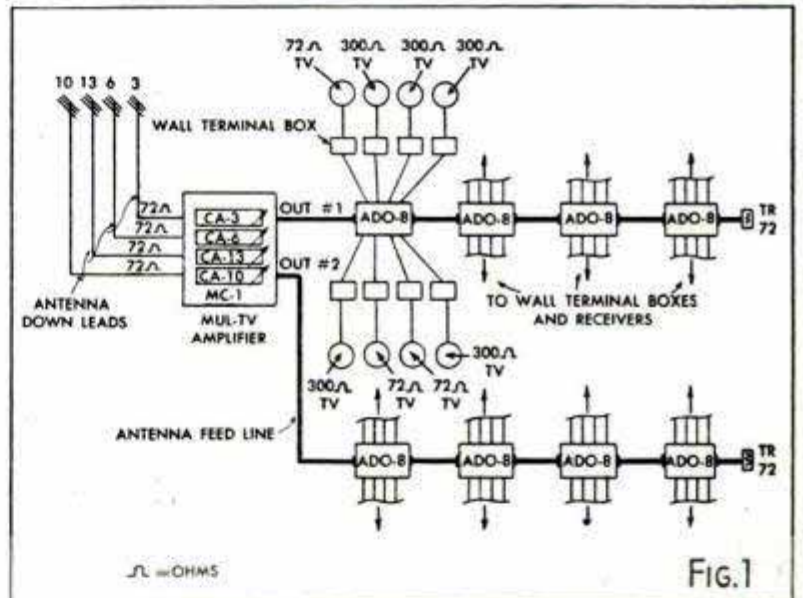 72Ω 300Ω 300Ω 300Ω
TV TV TV TV
10 13 6 3
WALL TERMINAL BOX
72Ω
72Ω
72Ω
72Ω
CA-3
CA-6
CA-13
CA-10
MC-1
MUL-TV
AMPLIFIER
OUT #1
OUT #2
ADO-8
ADO-8
ADO-8
ADO-8
TR
72
ANTENNA
DOWN LEADS
TO WALL TERMINAL BOXES
AND RECEIVERS
300Ω
TV
72Ω
TV
72Ω
TV
300Ω
TV
ANTENNA FEED LINE
ADO-8
ADO-8
ADO-8
ADO-8
TR
72
Ω = OHMS
FIG.1